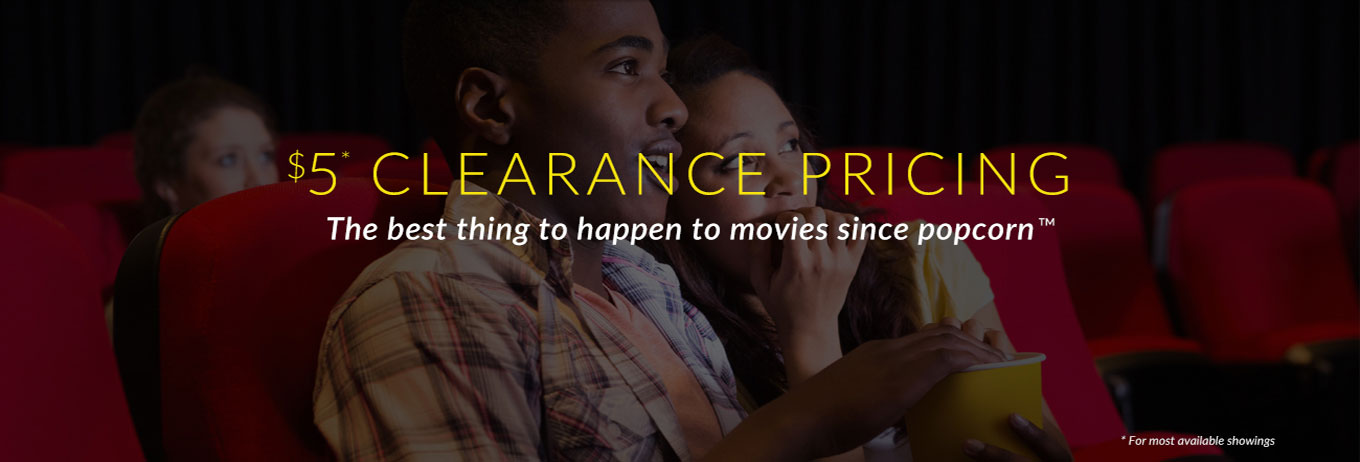 $5* CLEARANCE PRICING
The best thing to happen to movies since popcorn™
* For most available showings